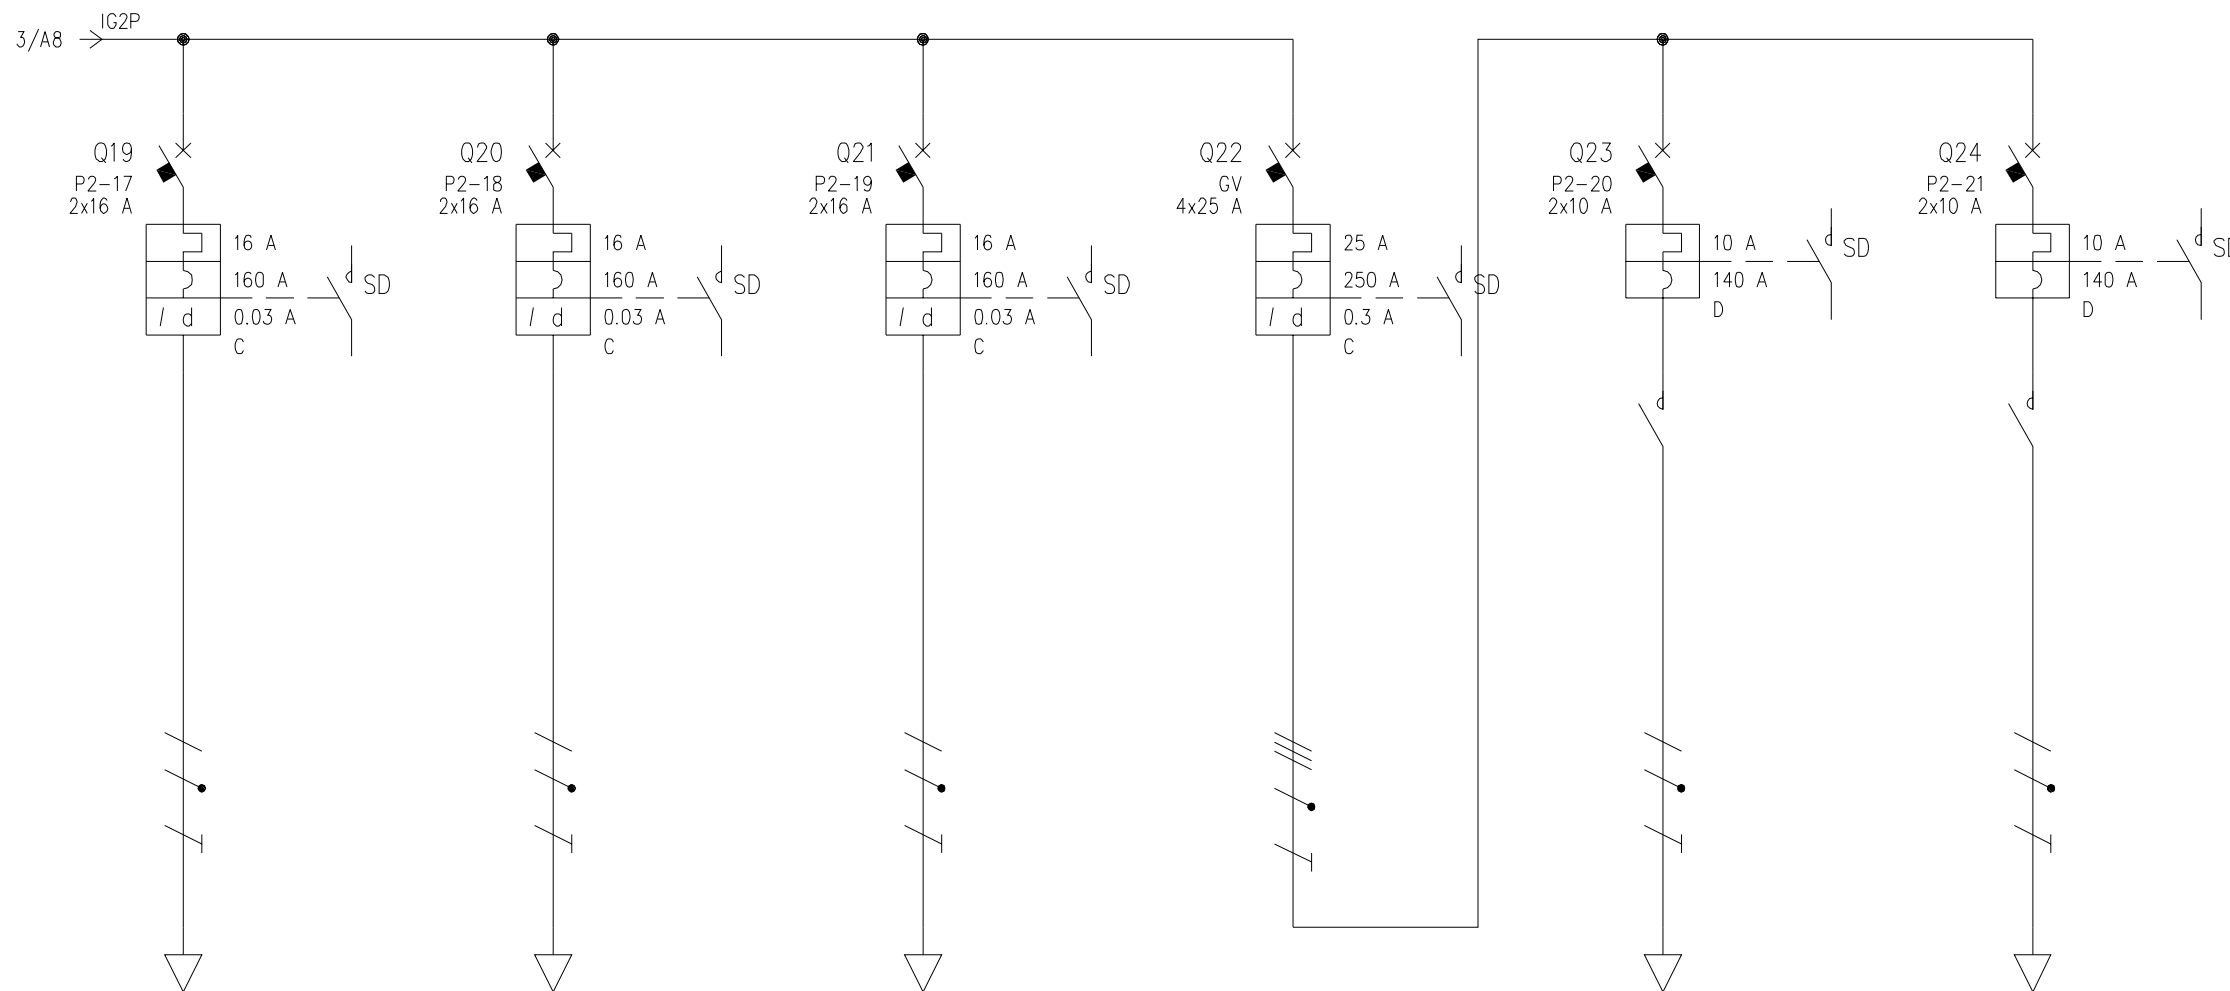 IG2P
3/A8
Q19
P2-17
2x16 A
16 A
160 A
I d
0.03 A
C
SD
Q20
P2-18
2x16 A
16 A
160 A
I d
0.03 A
C
SD
Q21
P2-19
2x16 A
16 A
160 A
I d
0.03 A
C
SD
Q22
GV
4x25 A
25 A
250 A
I d
0.3 A
C
SD
Q23
P2-20
2x10 A
10 A
140 A
D
SD
Q24
P2-21
2x10 A
10 A
140 A
D
SD